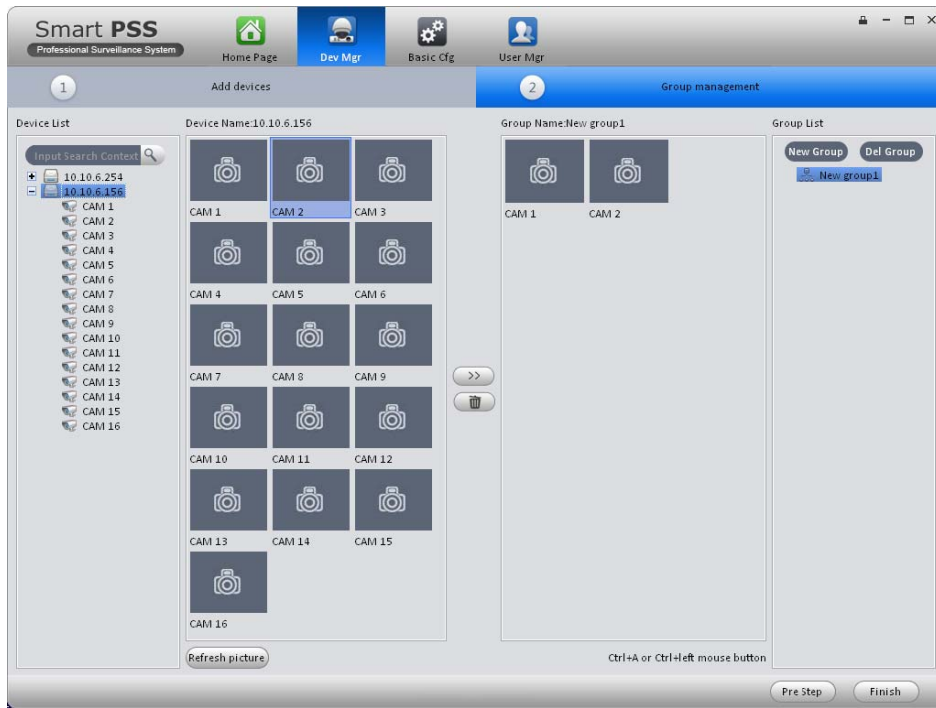 Smart PSS
Professional Surveillance System
Home Page
Dev Mgr
Basic Cfg
User Mgr
1
Add devices
2
Group management
Device List
Input Search Context
10.10.6.254
10.10.6.156
CAM 1
CAM 2
CAM 3
CAM 4
CAM 5
CAM 6
CAM 7
CAM 8
CAM 9
CAM 10
CAM 11
CAM 12
CAM 13
CAM 14
CAM 15
CAM 16
Device Name:10.10.6.156
CAM 1 CAM 2 CAM 3
CAM 4 CAM 5 CAM 6
CAM 7 CAM 8 CAM 9
CAM 10 CAM 11 CAM 12
CAM 13 CAM 14 CAM 15
CAM 16
Refresh picture
>>
Group Name:New group1
CAM 1 CAM 2
Ctrl+A or Ctrl+left mouse button
Group List
New Group Del Group
New group1
Pre Step Finish